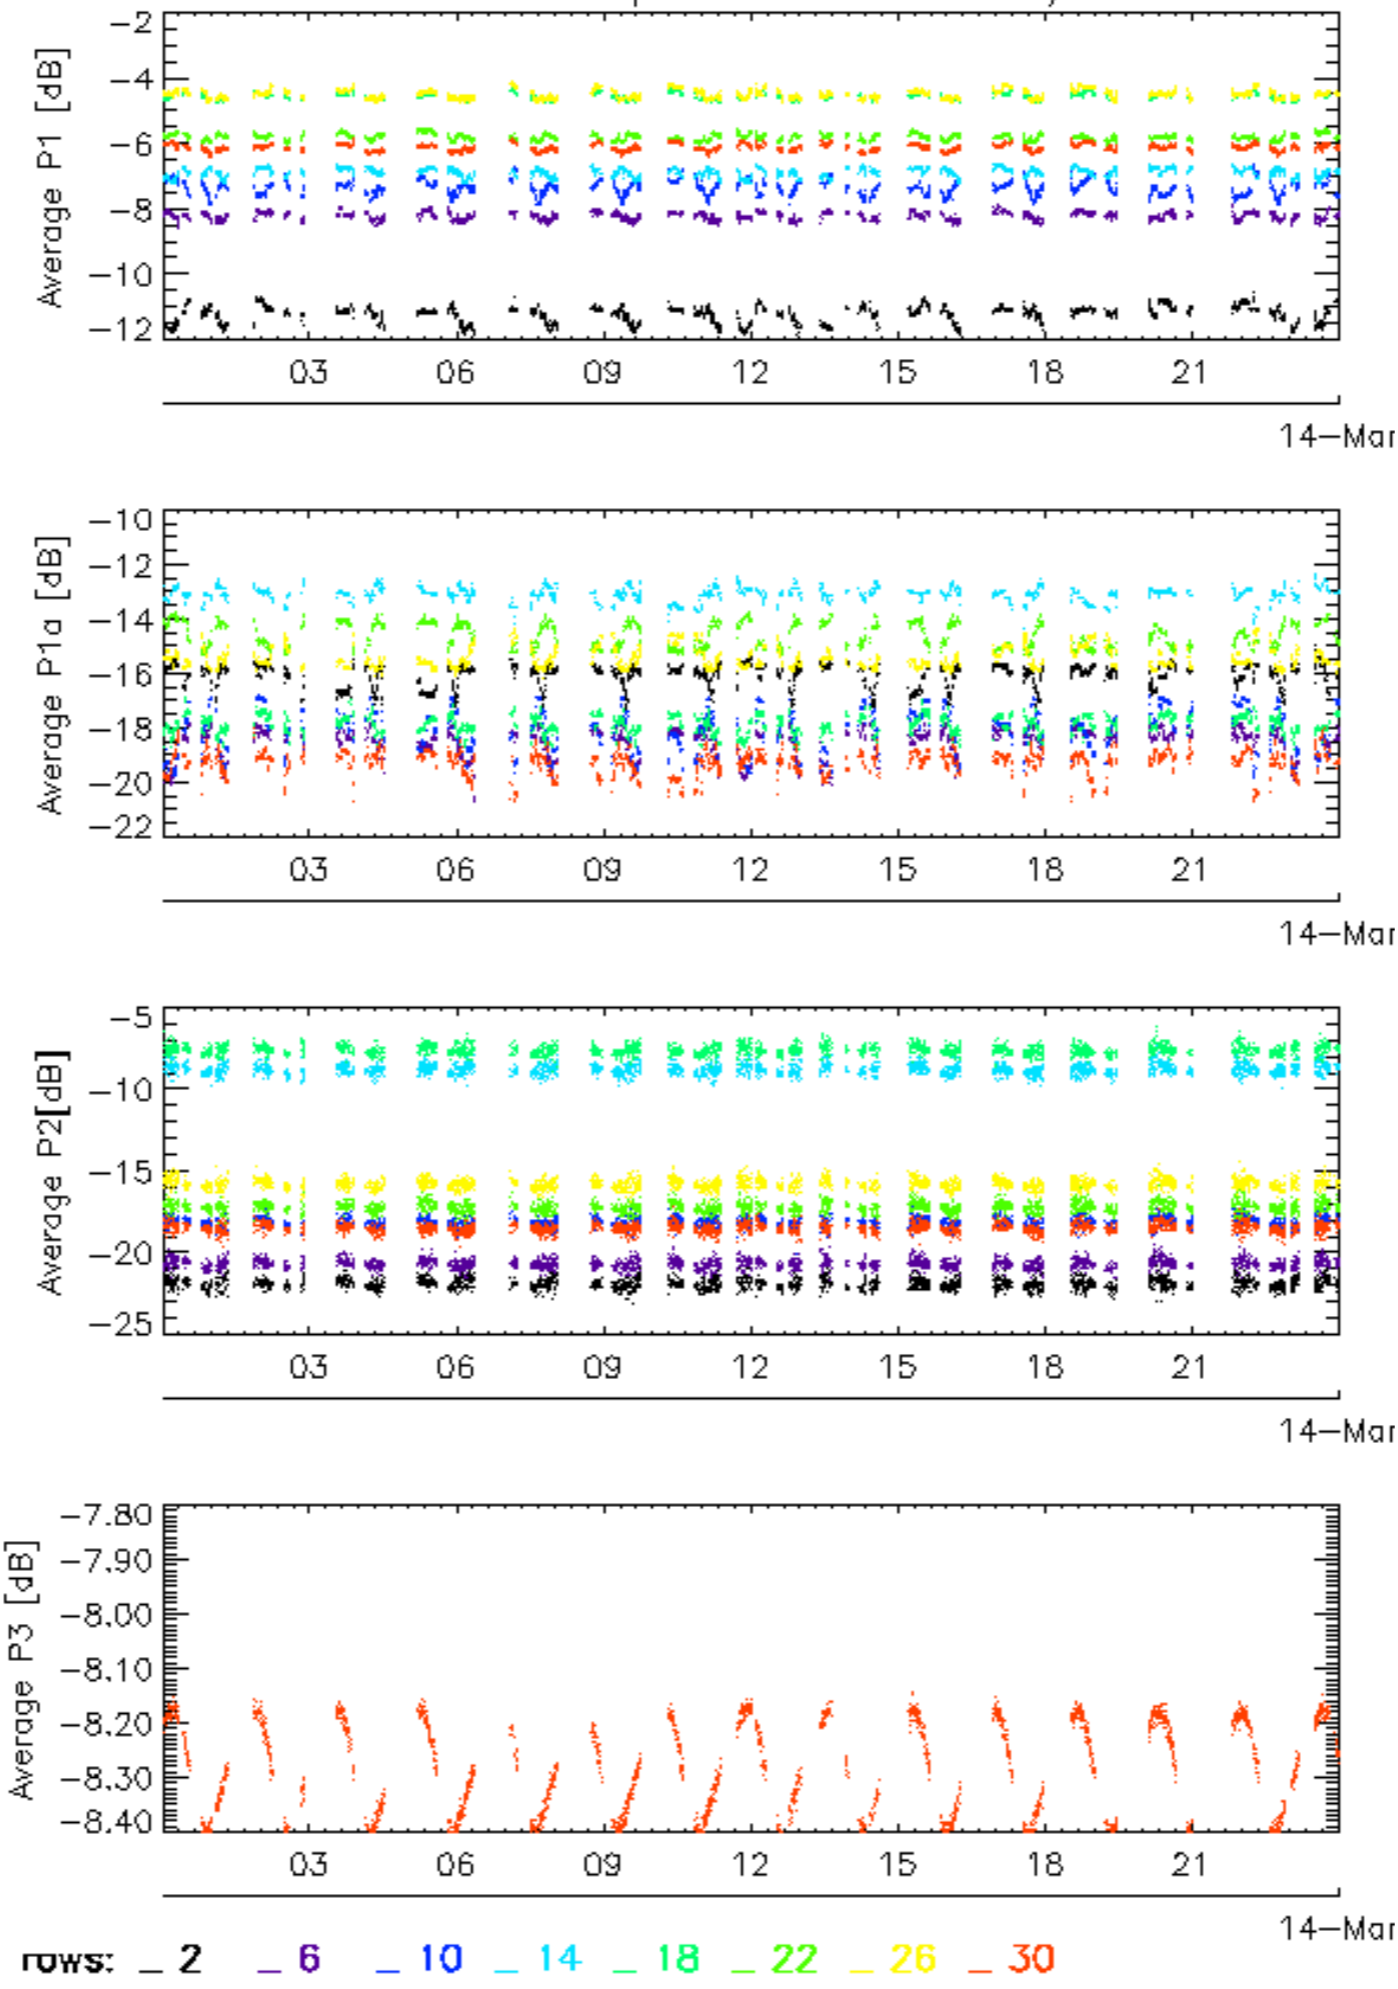 Average P1 [dB]
−2
−4
−6
−8
−10
−12
03 06 09 12 15 18 21
14−Mar
Average P1a [dB]
−10
−12
−14
−16
−18
−20
−22
03 06 09 12 15 18 21
14−Mar
Average P2[dB]
−5
−10
−15
−20
−25
03 06 09 12 15 18 21
14−Mar
Average P3 [dB]
−7.80
−7.90
−8.00
−8.10
−8.20
−8.30
−8.40
03 06 09 12 15 18 21
14−Mar
rows: _ 2 _ 6 _ 10 _ 14 _ 18 _ 22 _ 26 _ 30